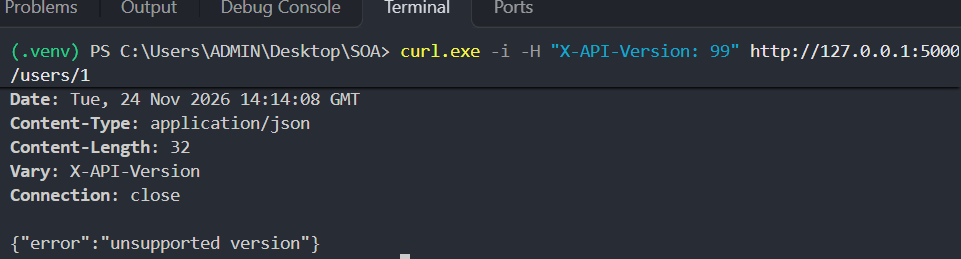 Problems Output Debug Console Terminal Ports
(.venv) PS C:\Users\ADMIN\Desktop\SOA> curl.exe -i -H "X-API-Version: 99" http://127.0.0.1:5000
/users/1
Date: Tue, 24 Nov 2026 14:14:08 GMT
Content-Type: application/json
Content-Length: 32
Vary: X-API-Version
Connection: close
{"error":"unsupported version"}